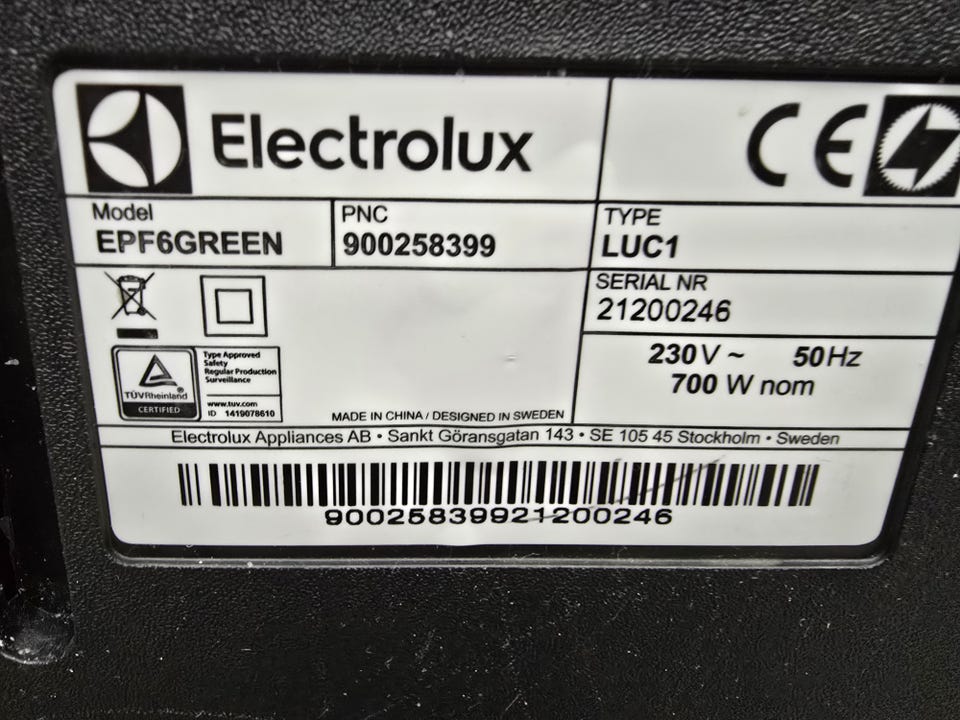 Electrolux
CE
Model
EPF6GREEN
PNC
900258399
TYPE
LUC1
SERIAL NR
21200246
230V ~ 50Hz
700 W nom
TÜVRheinland®
CERTIFIED
Type Approved
Safety
Regular Production
Surveillance
www.tuv.com
ID 1419078610
MADE IN CHINA / DESIGNED IN SWEDEN
Electrolux Appliances AB • Sankt Göransgatan 143 • SE 105 45 Stockholm • Sweden
90025839921200246